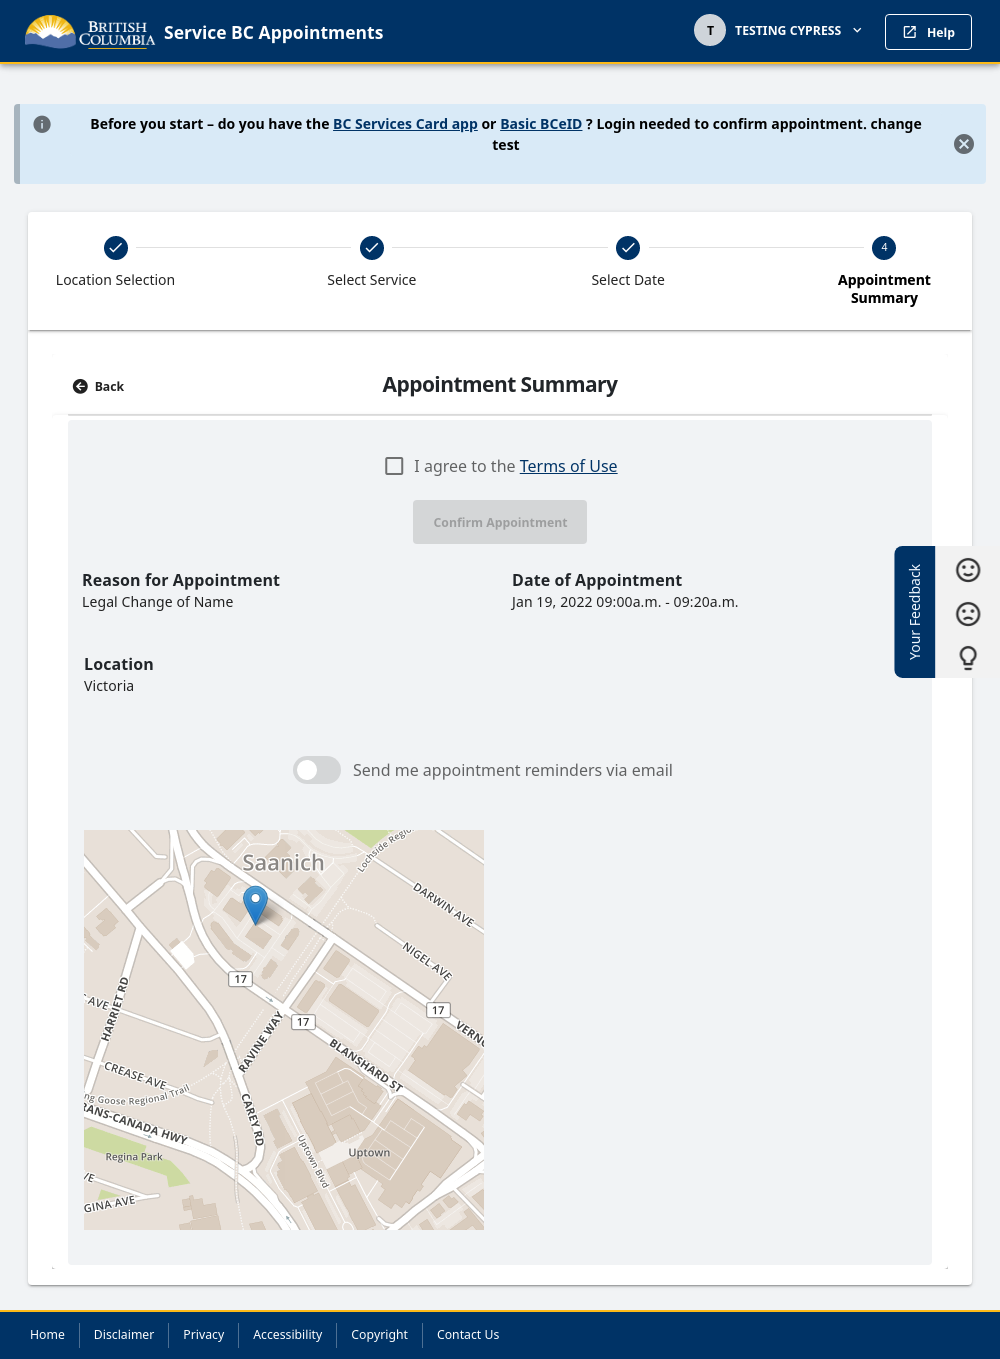 BRITISH
COLUMBIA
Service BC Appointments
T
TESTING CYPRESS
Help
Before you start – do you have the BC Services Card app or Basic BCeID ? Login needed to confirm appointment. change
test
Location Selection
Select Service
Select Date
4
Appointment
Summary
Back
Appointment Summary
I agree to the Terms of Use
Confirm Appointment
Reason for Appointment
Legal Change of Name
Date of Appointment
Jan 19, 2022 09:00a.m. - 09:20a.m.
Your Feedback
Location
Victoria
Send me appointment reminders via email
Saanich
Lochside Regio
DARWIN AVE
NIGEL AVE
17
17
17
AVE
HARRIET RD
RAVINE WAY
VERNO
BLANSHARD ST
CREASE AVE
ng Goose Regional Trail
RANS-CANADA HWY
CAREY RD
Uptown Blvd
Uptown
Regina Park
VE
GINA AVE
Home
Disclaimer
Privacy
Accessibility
Copyright
Contact Us